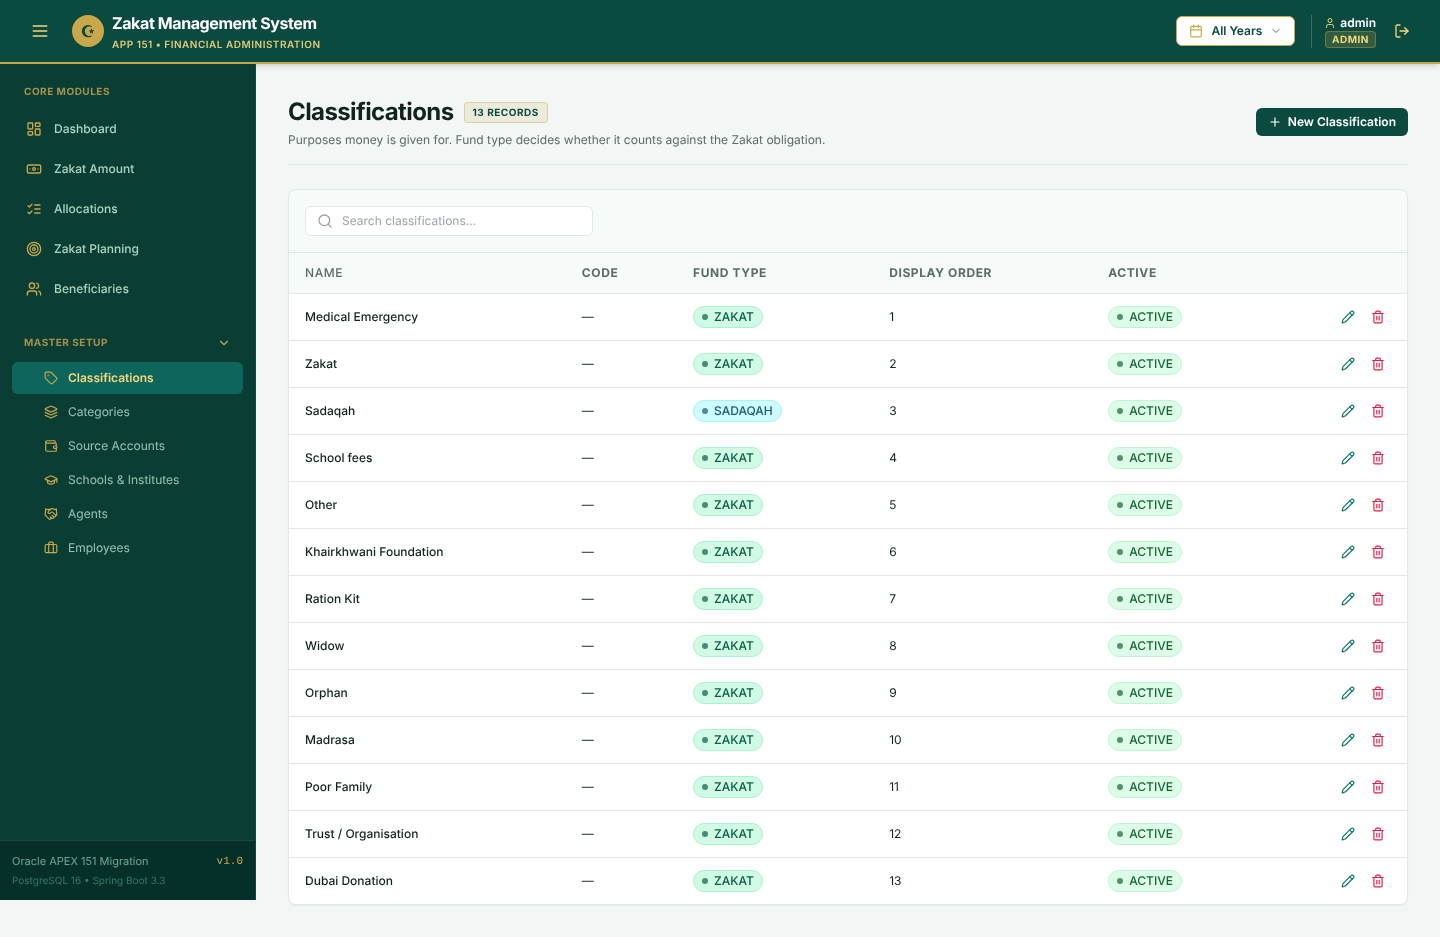 Zakat Management System
APP 151 • FINANCIAL ADMINISTRATION
All Years
admin
ADMIN
CORE MODULES
Dashboard
Zakat Amount
Allocations
Zakat Planning
Beneficiaries
MASTER SETUP
Classifications
Categories
Source Accounts
Schools & Institutes
Agents
Employees
Oracle APEX 151 Migration v1.0
PostgreSQL 16 • Spring Boot 3.3
Classifications 13 RECORDS
Purposes money is given for. Fund type decides whether it counts against the Zakat obligation.
New Classification
Search classifications...
NAME CODE FUND TYPE DISPLAY ORDER ACTIVE
Medical Emergency — ZAKAT 1 ACTIVE
Zakat — ZAKAT 2 ACTIVE
Sadaqah — SADAQAH 3 ACTIVE
School fees — ZAKAT 4 ACTIVE
Other — ZAKAT 5 ACTIVE
Khairkhwani Foundation — ZAKAT 6 ACTIVE
Ration Kit — ZAKAT 7 ACTIVE
Widow — ZAKAT 8 ACTIVE
Orphan — ZAKAT 9 ACTIVE
Madrasa — ZAKAT 10 ACTIVE
Poor Family — ZAKAT 11 ACTIVE
Trust / Organisation — ZAKAT 12 ACTIVE
Dubai Donation — ZAKAT 13 ACTIVE